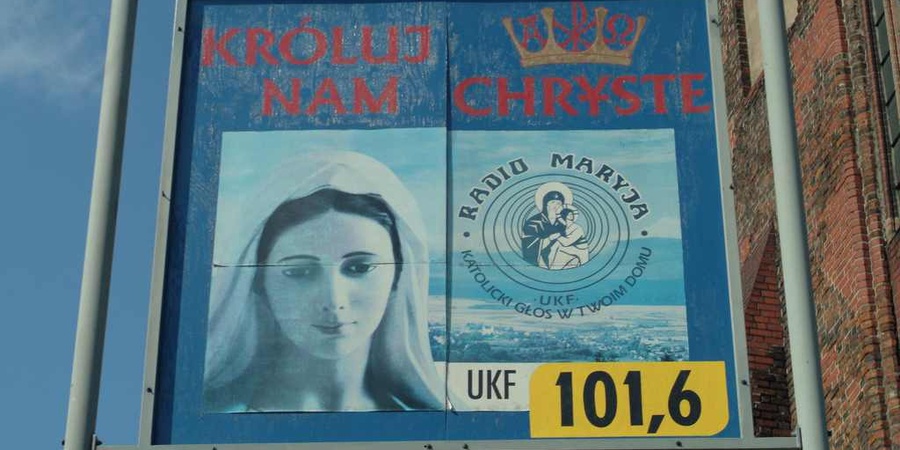 KRÓLUJ
NAM
CHRYSTE
RADIO MARYJA
KATOLICKI GŁOS W TWOIM DOMU
· UKF ·
UKF 101,6